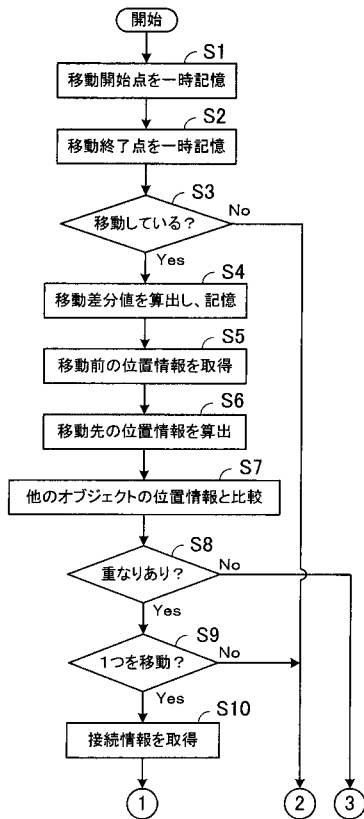 開始
S1
移動開始点を一時記憶
S2
移動終了点を一時記憶
S3
移動している？
No
Yes
S4
移動差分値を算出し、記憶
S5
移動前の位置情報を取得
S6
移動先の位置情報を算出
S7
他のオブジェクトの位置情報と比較
S8
重なりあり？
No
Yes
S9
1つを移動？
No
Yes
S10
接続情報を取得
1
2
3